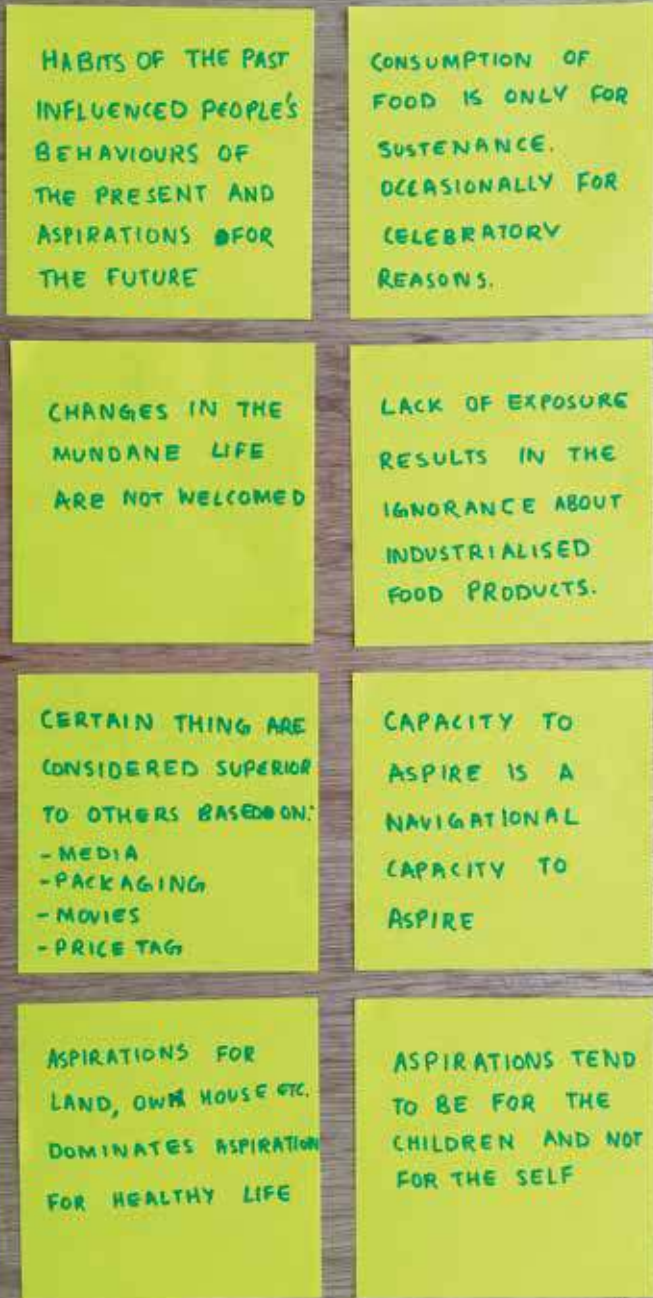 HABITS OF THE PAST
INFLUENCED PEOPLE'S
BEHAVIOURS OF
THE PRESENT AND
ASPIRATIONS FOR
THE FUTURE
CONSUMPTION OF
FOOD IS ONLY FOR
SUSTENANCE.
OCCASIONALLY FOR
CELEBRATORY
REASONS.
CHANGES IN THE
MUNDANE LIFE
ARE NOT WELCOMED
LACK OF EXPOSURE
RESULTS IN THE
IGNORANCE ABOUT
INDUSTRIALISED
FOOD PRODUCTS.
CERTAIN THING ARE
CONSIDERED SUPERIOR
TO OTHERS BASED ON:
- MEDIA
- PACKAGING
- MOVIES
- PRICE TAG
CAPACITY TO
ASPIRE IS A
NAVIGATIONAL
CAPACITY TO
ASPIRE
ASPIRATIONS FOR
LAND, OWN HOUSE ETC.
DOMINATES ASPIRATION
FOR HEALTHY LIFE
ASPIRATIONS TEND
TO BE FOR THE
CHILDREN AND NOT
FOR THE SELF